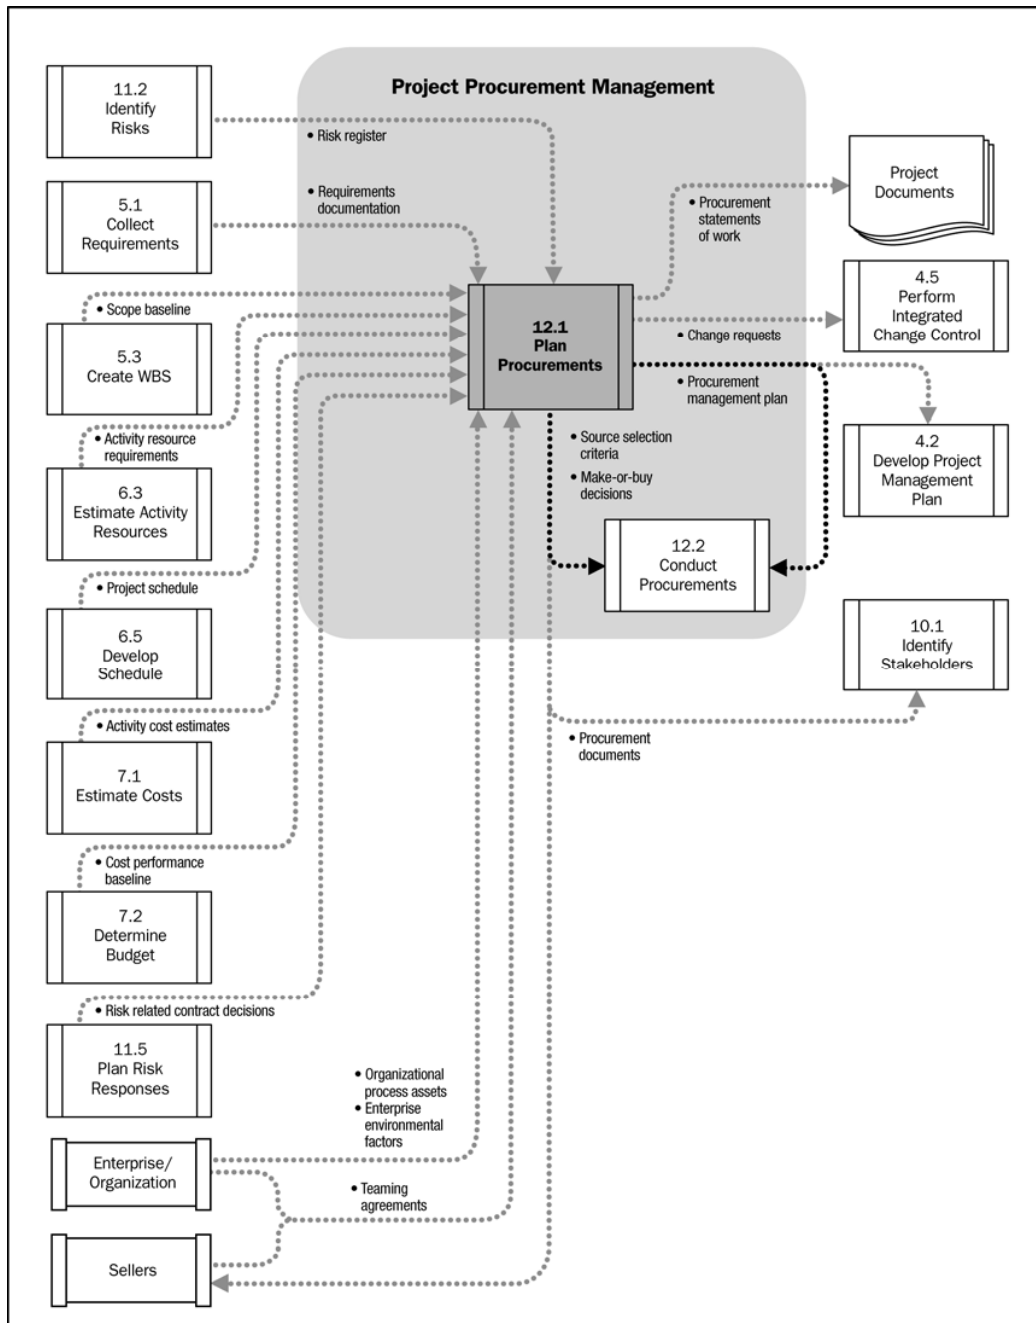 Project Procurement Management
11.2
Identify
Risks
• Risk register
5.1
Collect
Requirements
• Requirements
documentation
Project
Documents
• Procurement
statements
of work
4.5
Perform
Integrated
Change Control
• Scope baseline
12.1
Plan
Procurements
• Change requests
5.3
Create WBS
• Procurement
management plan
• Activity resource
requirements
• Source selection
criteria
• Make-or-buy
decisions
4.2
Develop Project
Management
Plan
6.3
Estimate Activity
Resources
12.2
Conduct
Procurements
• Project schedule
6.5
Develop
Schedule
10.1
Identify
Stakeholders
• Activity cost estimates
• Procurement
documents
7.1
Estimate Costs
• Cost performance
baseline
7.2
Determine
Budget
• Risk related contract decisions
11.5
Plan Risk
Responses
• Organizational
process assets
• Enterprise
environmental
factors
Enterprise/
Organization
• Teaming
agreements
Sellers